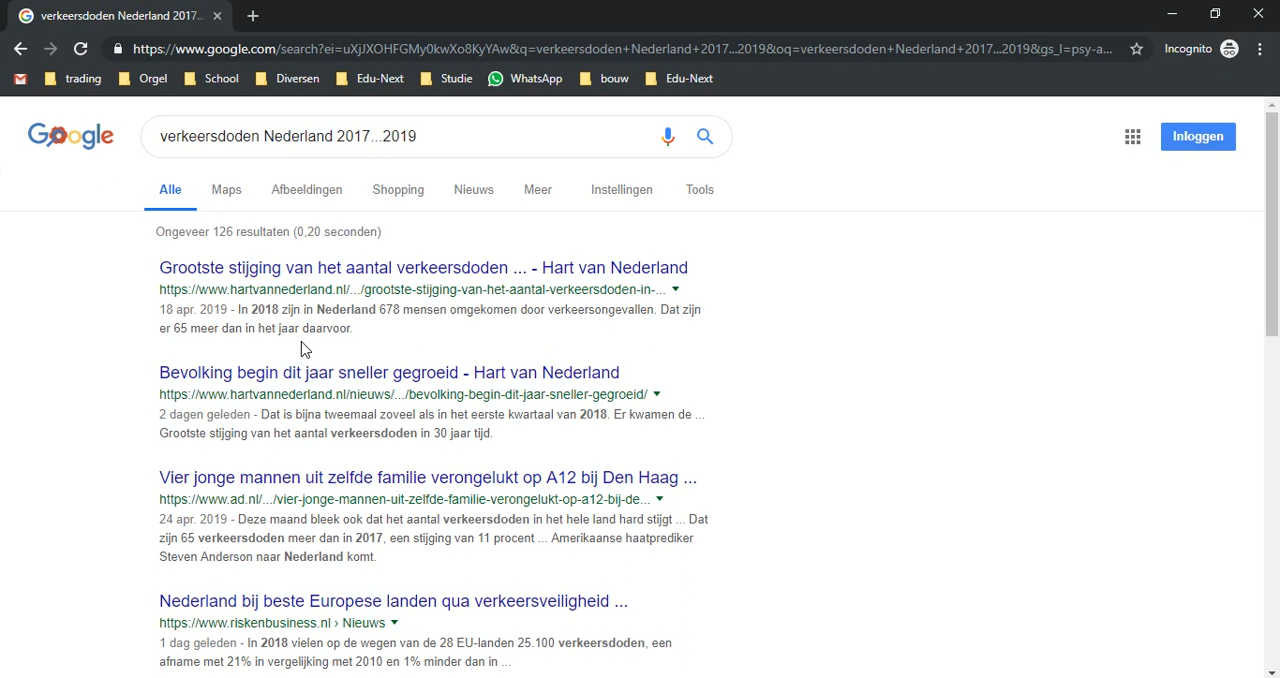 verkeersdoden Nederland 2017...
https://www.google.com/search?ei=uXjJXOHFGMy0kwXo8KyYAw&q=verkeersdoden+Nederland+2017...2019&oq=verkeersdoden+Nederland+2017...2019&gs_l=psy-a...
Incognito
trading Orgel School Diversen Edu-Next Studie WhatsApp bouw Edu-Next
Google
verkeersdoden Nederland 2017...2019
Inloggen
Alle Maps Afbeeldingen Shopping Nieuws Meer Instellingen Tools
Ongeveer 126 resultaten (0,20 seconden)
Grootste stijging van het aantal verkeersdoden ... - Hart van Nederland
https://www.hartvannederland.nl/.../grootste-stijging-van-het-aantal-verkeersdoden-in-...
18 apr. 2019 - In 2018 zijn in Nederland 678 mensen omgekomen door verkeersongevallen. Dat zijn
er 65 meer dan in het jaar daarvoor.
Bevolking begin dit jaar sneller gegroeid - Hart van Nederland
https://www.hartvannederland.nl/nieuws/.../bevolking-begin-dit-jaar-sneller-gegroeid/
2 dagen geleden - Dat is bijna tweemaal zoveel als in het eerste kwartaal van 2018. Er kwamen de ...
Grootste stijging van het aantal verkeersdoden in 30 jaar tijd.
Vier jonge mannen uit zelfde familie verongelukt op A12 bij Den Haag ...
https://www.ad.nl/.../vier-jonge-mannen-uit-zelfde-familie-verongelukt-op-a12-bij-de...
24 apr. 2019 - Deze maand bleek ook dat het aantal verkeersdoden in het hele land hard stijgt ... Dat
zijn 65 verkeersdoden meer dan in 2017, een stijging van 11 procent ... Amerikaanse haatprediker
Steven Anderson naar Nederland komt.
Nederland bij beste Europese landen qua verkeersveiligheid ...
https://www.riskenbusiness.nl › Nieuws
1 dag geleden - In 2018 vielen op de wegen van de 28 EU-landen 25.100 verkeersdoden, een
afname met 21% in vergelijking met 2010 en 1% minder dan in ...